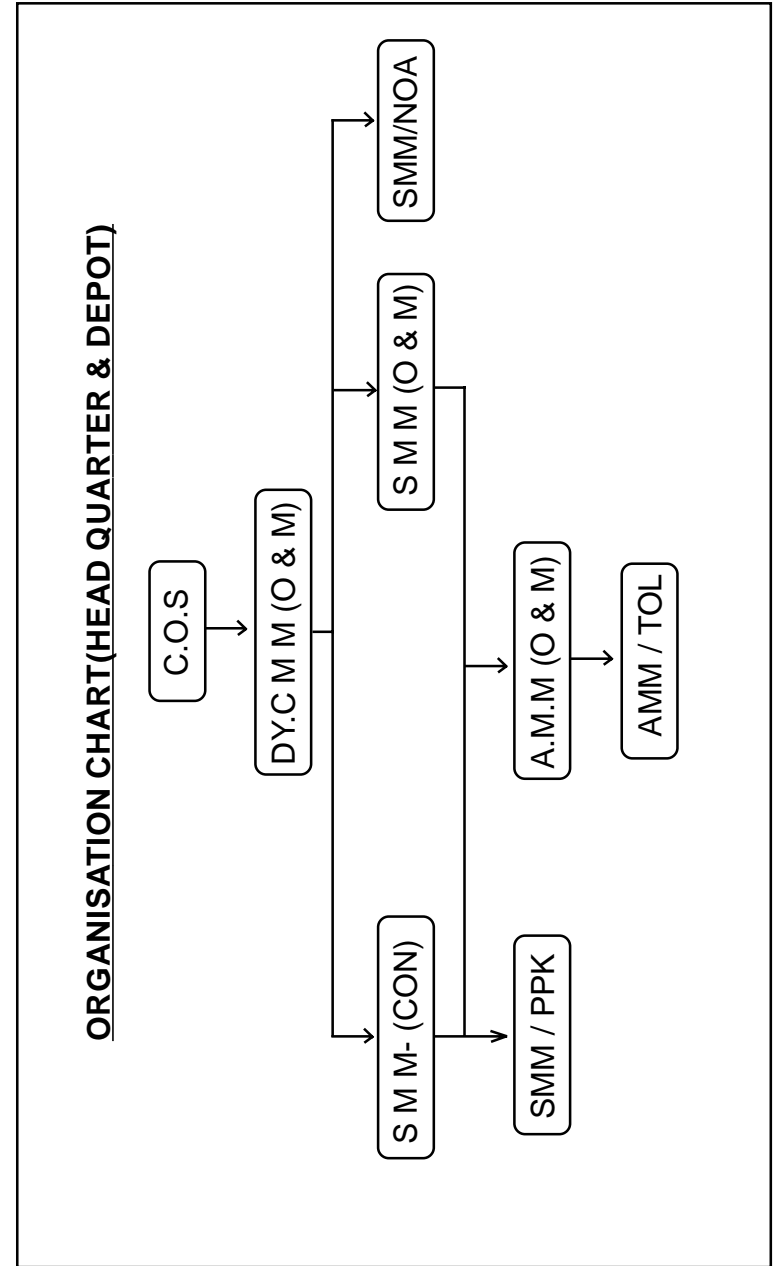 ORGANISATION CHART(HEAD QUARTER & DEPOT)
C.O.S
DY.C M M (O & M)
S M M- (CON)
S M M (O & M)
SMM/NOA
SMM / PPK
A.M.M (O & M)
AMM / TOL